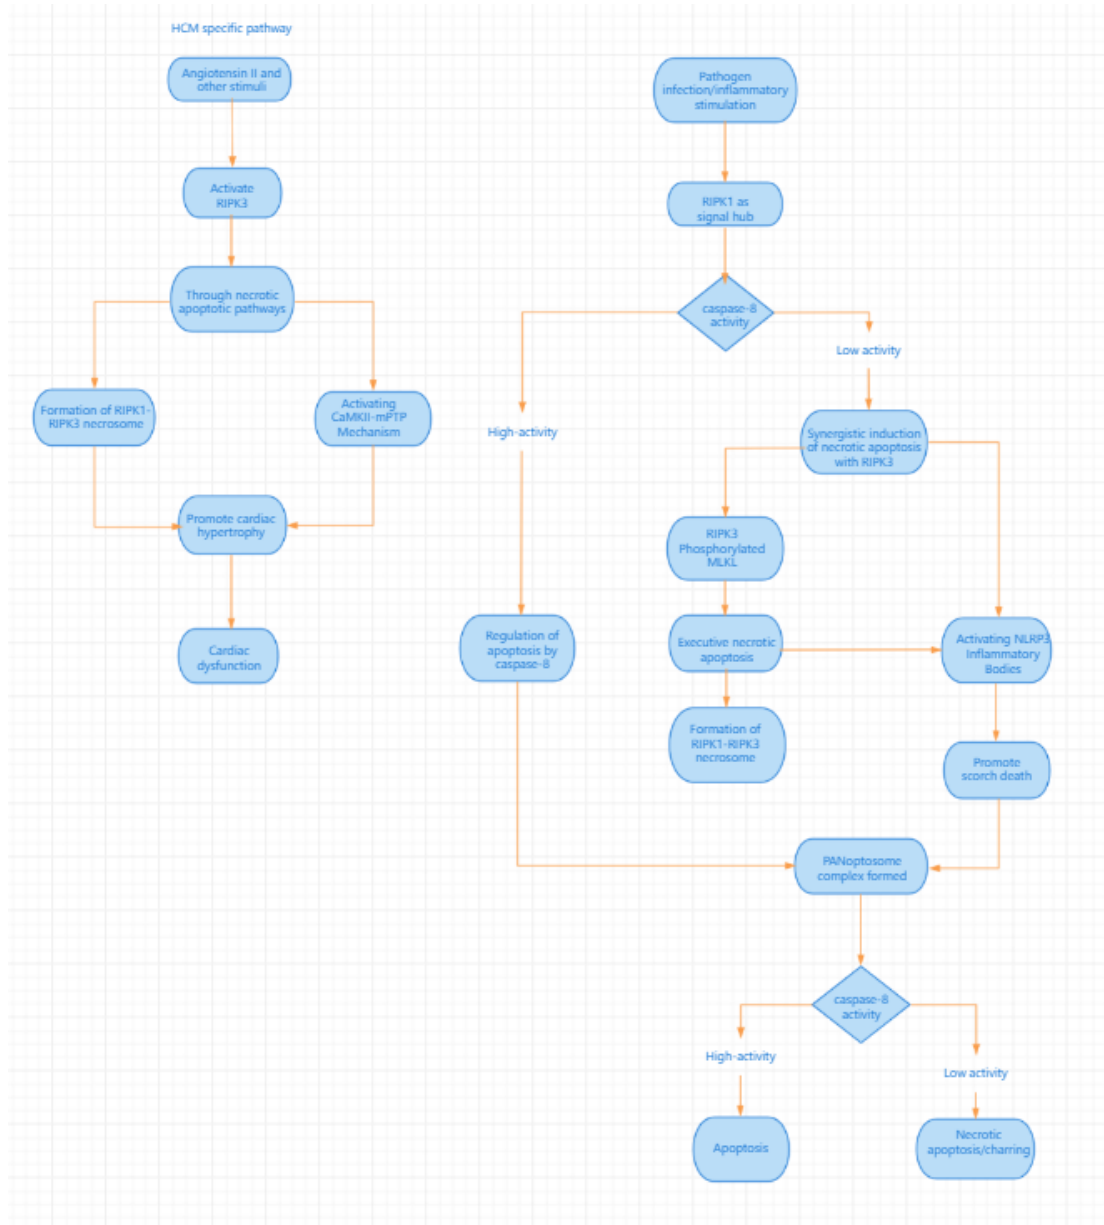 HCM specific pathway
Angiotensin II and
other stimuli
Activate
RIPK3
Through necrotic
apoptotic pathways
Formation of RIPK1-
RIPK3 necrosome
Activating
CaMKII-mPTP
Mechanism
Promote cardiac
hypertrophy
Cardiac
dysfunction
Pathogen
infection/inflammatory
stimulation
RIPK1 as
signal hub
caspase-8
activity
High-activity
Low activity
Regulation of
apoptosis by
caspase-8
Synergistic induction
of necrotic apoptosis
with RIPK3
RIPK3
Phosphorylated
MLKL
Executive necrotic
apoptosis
Formation of
RIPK1-RIPK3
necrosome
Activating NLRP3
Inflammatory
Bodies
Promote
scorch death
PANoptosome
complex formed
caspase-8
activity
High-activity
Low activity
Apoptosis
Necrotic
apoptosis/charring